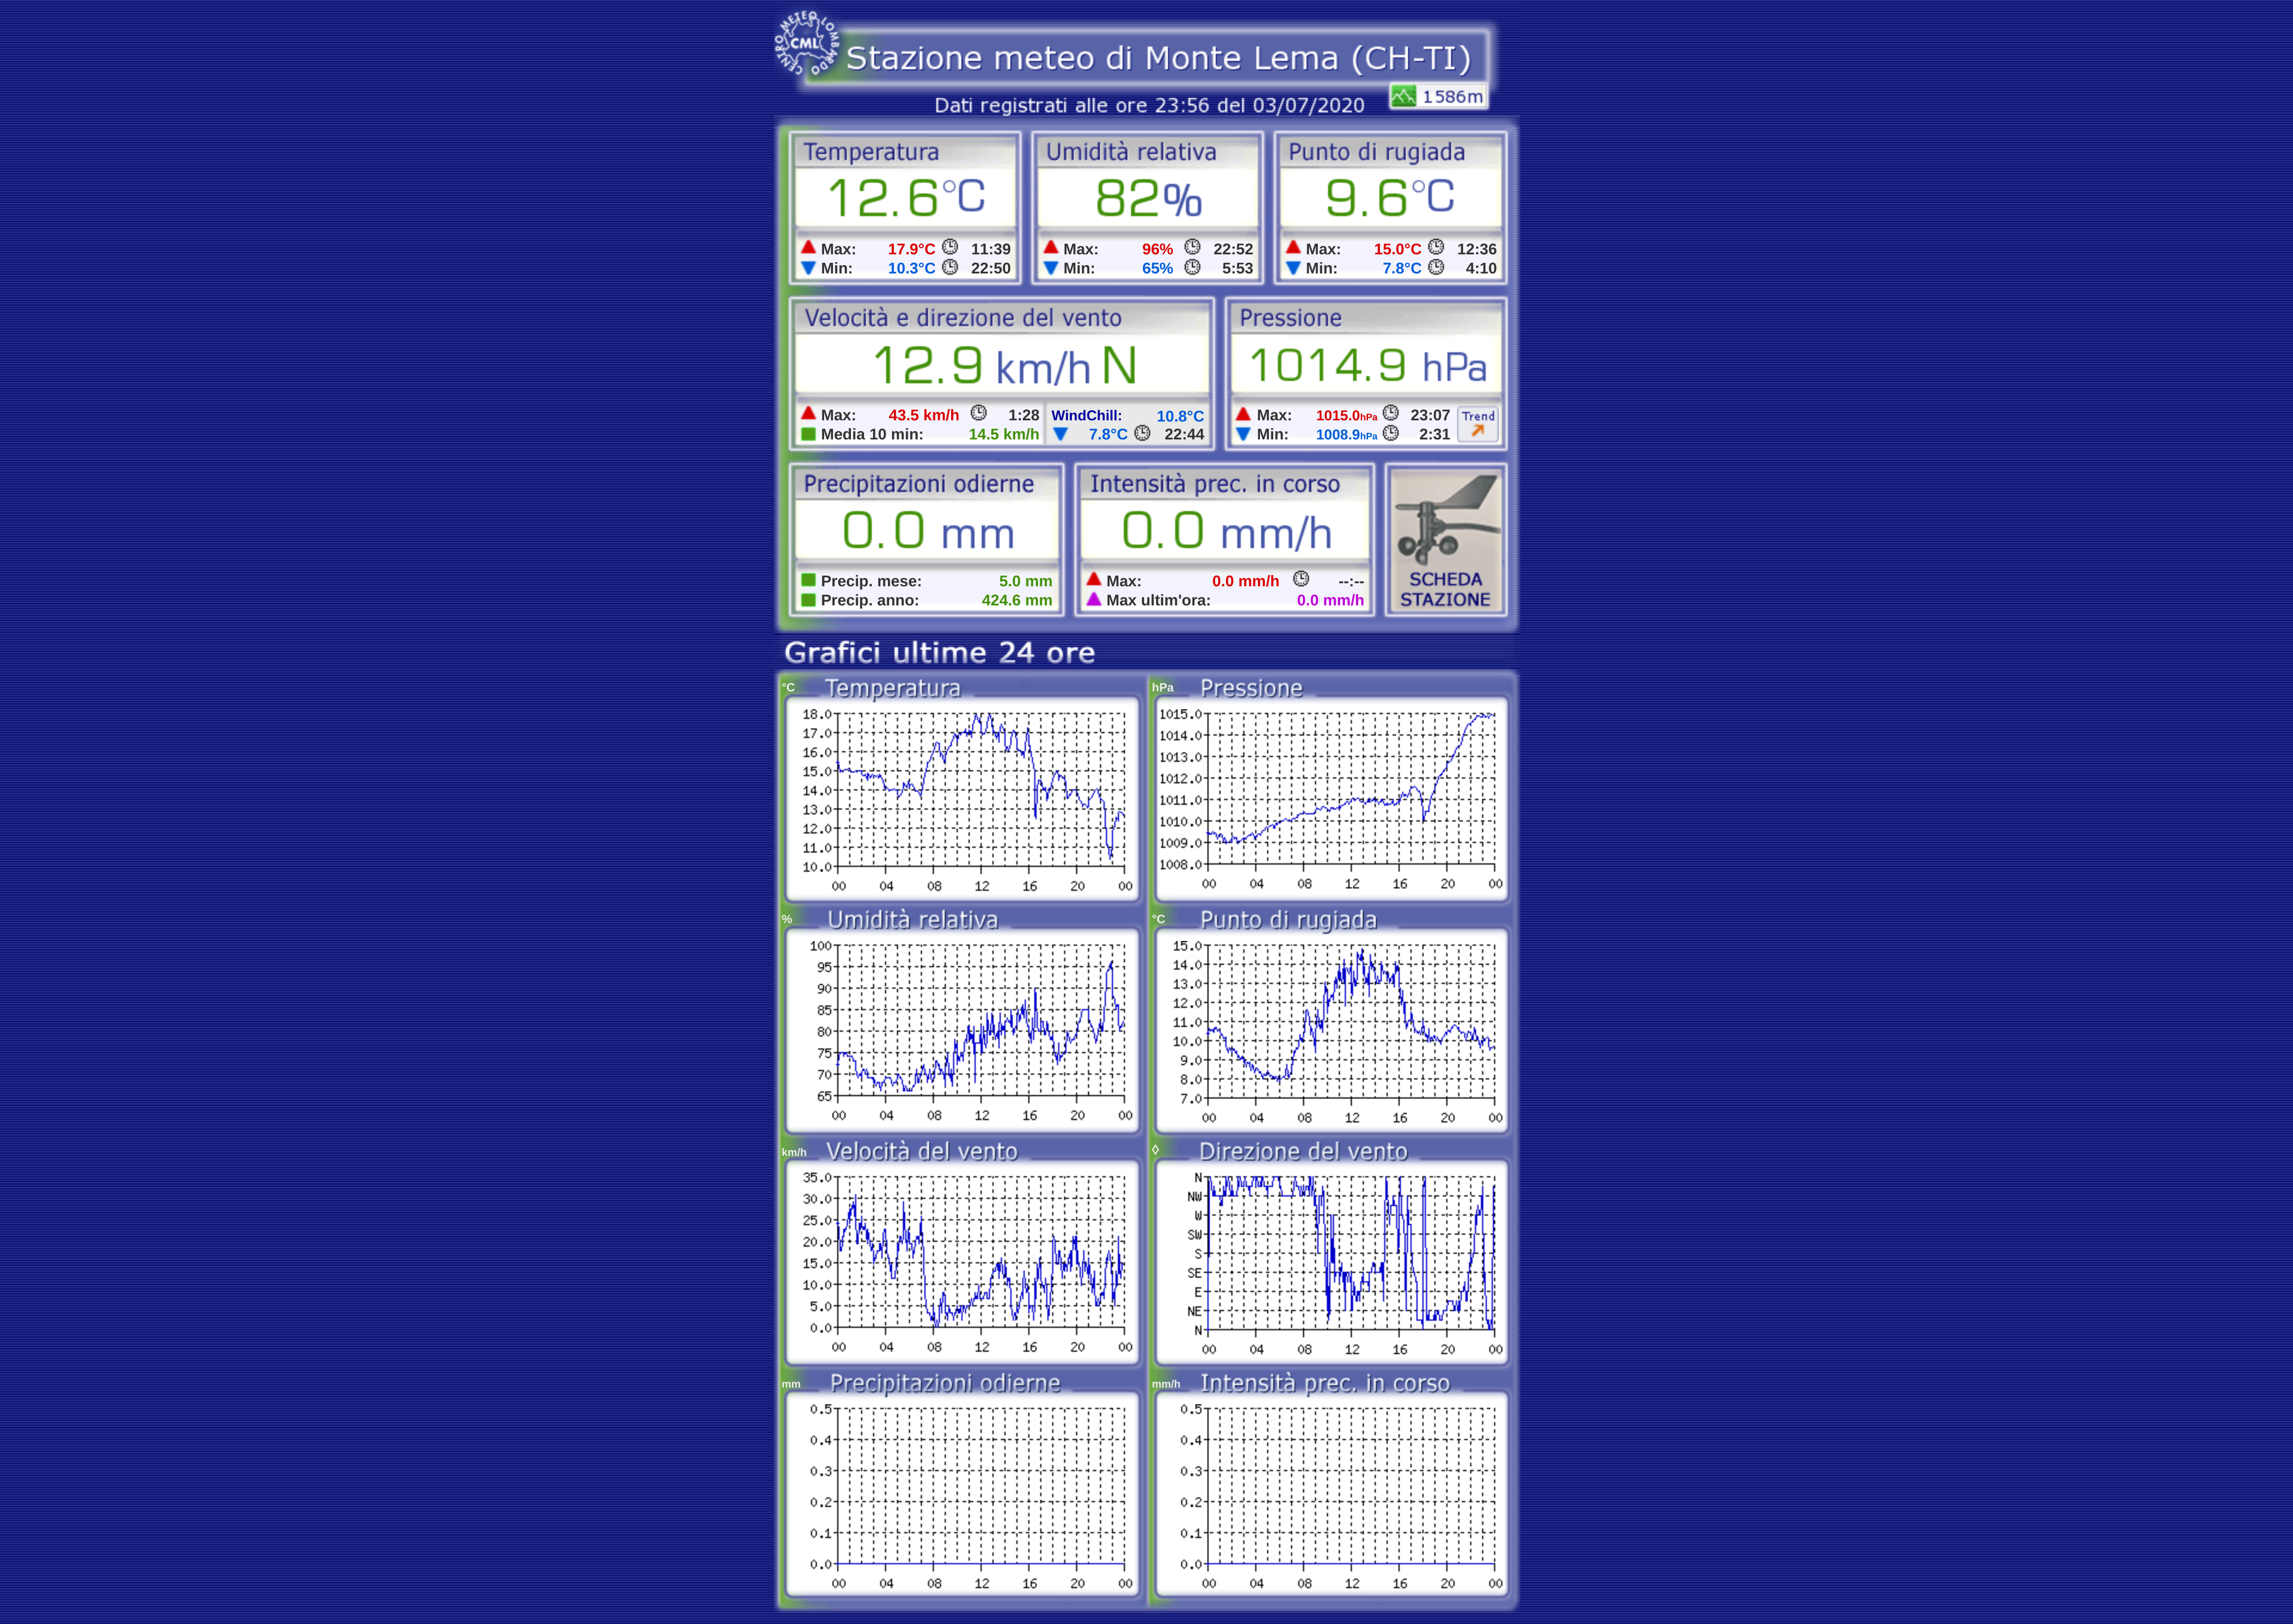 CENTRO METEO LOMBARDO
CML
Stazione meteo di Monte Lema (CH-TI)
1586m
Dati registrati alle ore 23:56 del 03/07/2020
Temperatura Umidità relativa Punto di rugiada
12.6°C 82% 9.6°C
Max: 17.9°C 11:39 Max: 96% 22:52 Max: 15.0°C 12:36
Min: 10.3°C 22:50 Min: 65% 5:53 Min: 7.8°C 4:10
Velocità e direzione del vento Pressione
12.9 km/h N 1014.9 hPa
Max: 43.5 km/h 1:28 WindChill: 10.8°C Max: 1015.0hPa 23:07 Trend
Media 10 min: 14.5 km/h 7.8°C 22:44 Min: 1008.9hPa 2:31
Precipitazioni odierne Intensità prec. in corso
0.0 mm 0.0 mm/h
Precip. mese: 5.0 mm Max: 0.0 mm/h --:-- SCHEDA
Precip. anno: 424.6 mm Max ultim'ora: 0.0 mm/h STAZIONE
Grafici ultime 24 ore
°C Temperatura
18.0
17.0
16.0
15.0
14.0
13.0
12.0
11.0
10.0
00 04 08 12 16 20 00
hPa Pressione
1015.0
1014.0
1013.0
1012.0
1011.0
1010.0
1009.0
1008.0
00 04 08 12 16 20 00
% Umidità relativa
100
95
90
85
80
75
70
65
00 04 08 12 16 20 00
°C Punto di rugiada
15.0
14.0
13.0
12.0
11.0
10.0
9.0
8.0
7.0
00 04 08 12 16 20 00
km/h Velocità del vento
35.0
30.0
25.0
20.0
15.0
10.0
5.0
0.0
00 04 08 12 16 20 00
◊ Direzione del vento
N
NW
W
SW
S
SE
E
NE
N
00 04 08 12 16 20 00
mm Precipitazioni odierne
0.5
0.4
0.3
0.2
0.1
0.0
00 04 08 12 16 20 00
mm/h Intensità prec. in corso
0.5
0.4
0.3
0.2
0.1
0.0
00 04 08 12 16 20 00